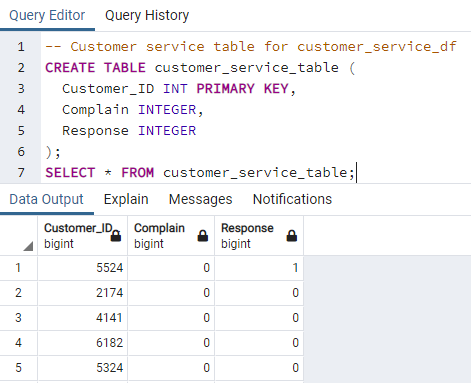 Query Editor Query History
1 -- Customer service table for customer_service_df
2 CREATE TABLE customer_service_table (
3 Customer_ID INT PRIMARY KEY,
4 Complain INTEGER,
5 Response INTEGER
6 );
7 SELECT * FROM customer_service_table;
Data Output Explain Messages Notifications
Customer_ID Complain Response
bigint bigint bigint
1 5524 0 1
2 2174 0 0
3 4141 0 0
4 6182 0 0
5 5324 0 0